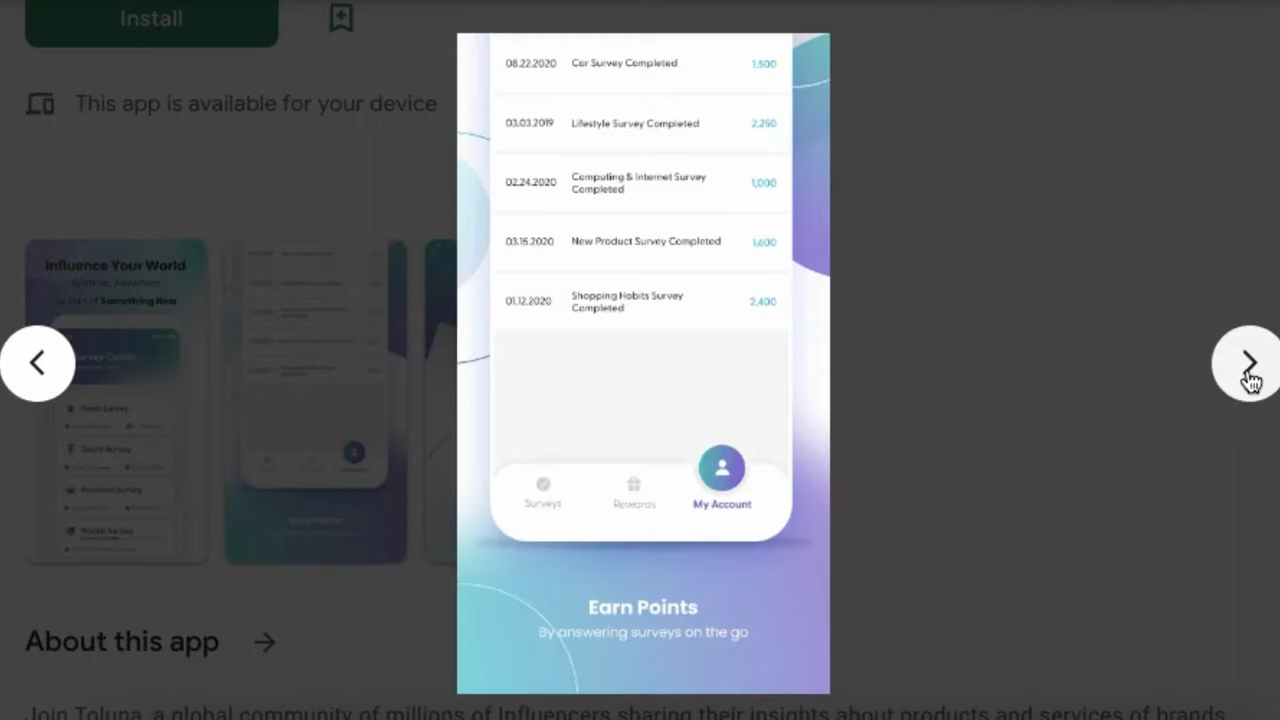 Install
This app is available for your device
08.22.2020 Car Survey Completed 1,500
03.03.2019 Lifestyle Survey Completed 2,250
02.24.2020 Computing & Internet Survey
Completed 1,000
03.15.2020 New Product Survey Completed 1,600
01.12.2020 Shopping Habits Survey
Completed 2,400
Surveys Rewards My Account
Earn Points
By answering surveys on the go
Influence Your World
Anytime, Anywhere
Be Part of Something New
Survey Center
Quick Survey
Profile Survey
Earn Points
About this app
Join Toluna, a global community of millions of Influencers sharing their insights about products and services of brands